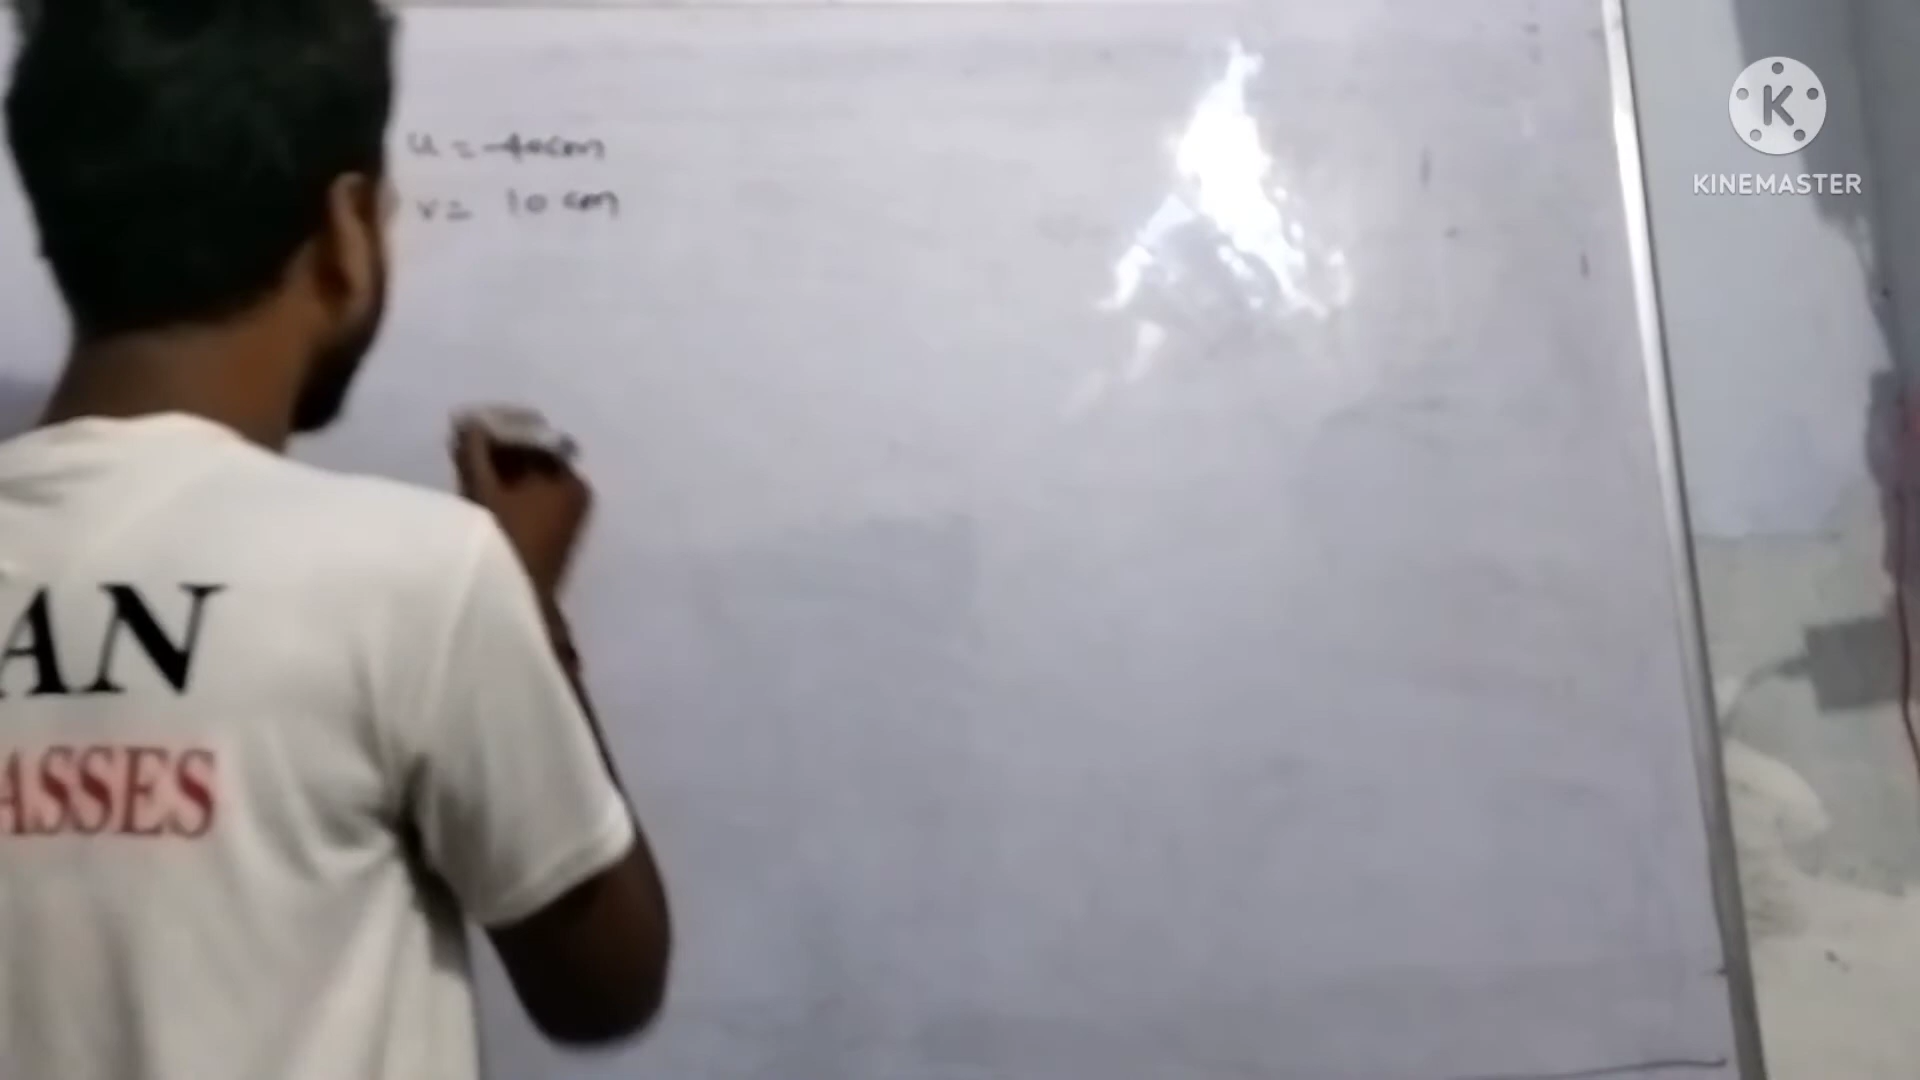 u = -40cm
v = 10 cm
AN
ASSES
K
KINEMASTER